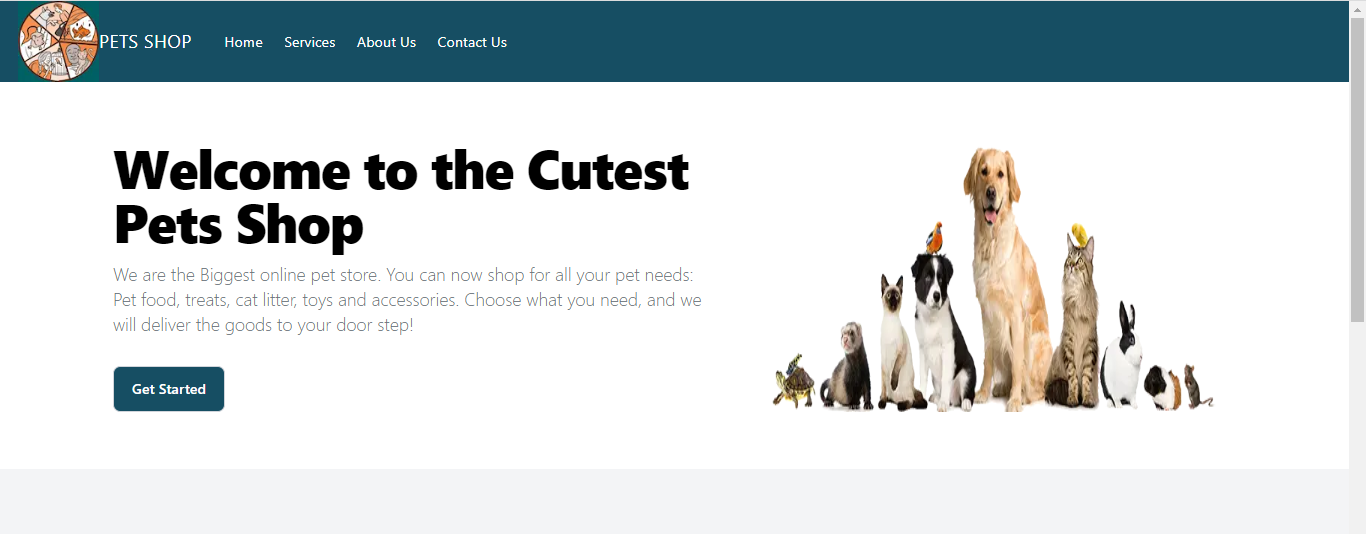 PETS SHOP
Home
Services
About Us
Contact Us
Welcome to the Cutest
Pets Shop
We are the Biggest online pet store. You can now shop for all your pet needs:
Pet food, treats, cat litter, toys and accessories. Choose what you need, and we
will deliver the goods to your door step!
Get Started